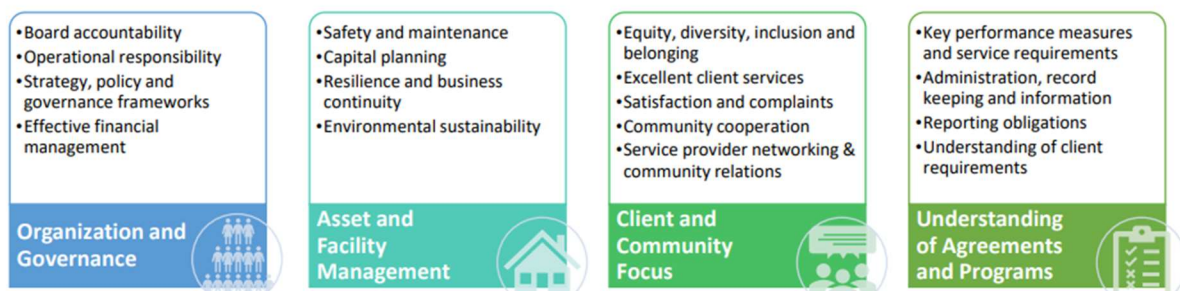 •Board accountability
•Operational responsibility
•Strategy, policy and
governance frameworks
•Effective financial
management
Organization and
Governance
•Safety and maintenance
•Capital planning
•Resilience and business
continuity
•Environmental sustainability
Asset and
Facility
Management
•Equity, diversity, inclusion and
belonging
•Excellent client services
•Satisfaction and complaints
•Community cooperation
•Service provider networking &
community relations
Client and
Community
Focus
•Key performance measures
and service requirements
•Administration, record
keeping and information
•Reporting obligations
•Understanding of client
requirements
Understanding
of Agreements
and Programs